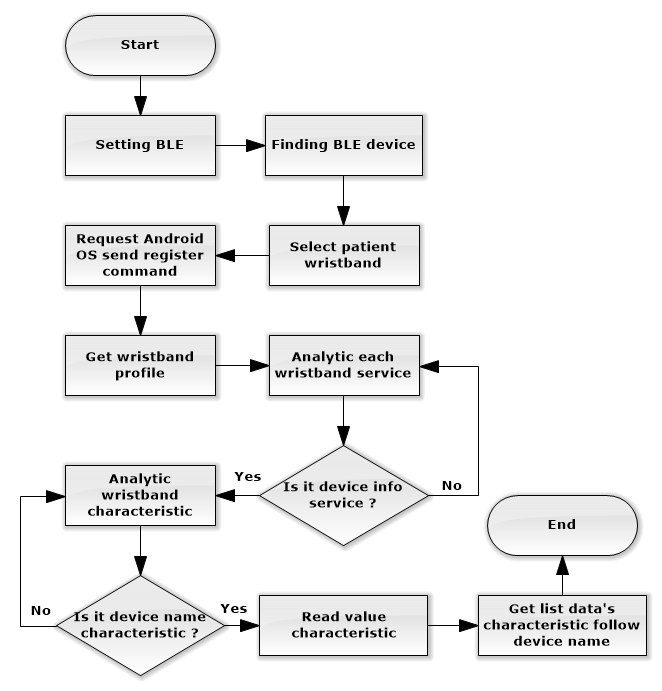 Start
Setting BLE
Finding BLE device
Select patient
wristband
Request Android
OS send register
command
Get wristband
profile
Analytic each
wristband service
Is it device info
service ?
Yes
No
Analytic
wristband
characteristic
Is it device name
characteristic ?
No
Yes
Read value
characteristic
Get list data's
characteristic follow
device name
End